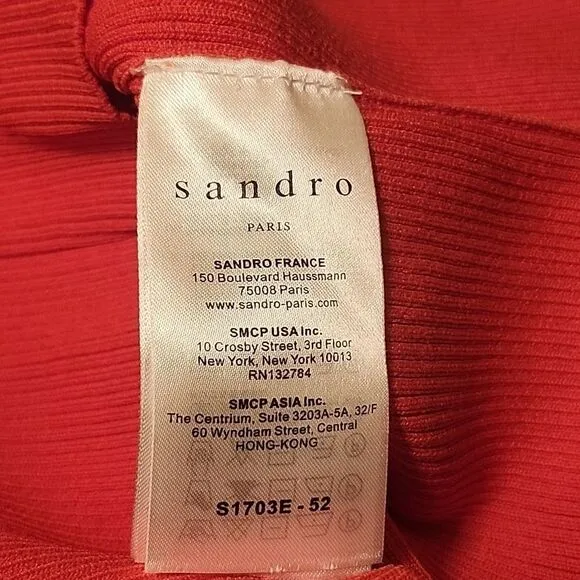 sandro
PARIS
SANDRO FRANCE
150 Boulevard Haussmann
75008 Paris
www.sandro-paris.com
SMCP USA Inc.
10 Crosby Street, 3rd Floor
New York, New York 10013
RN132784
SMCP ASIA Inc.
The Centrium, Suite 3203A-5A, 32/F
60 Wyndham Street, Central
HONG-KONG
S1703E - 52